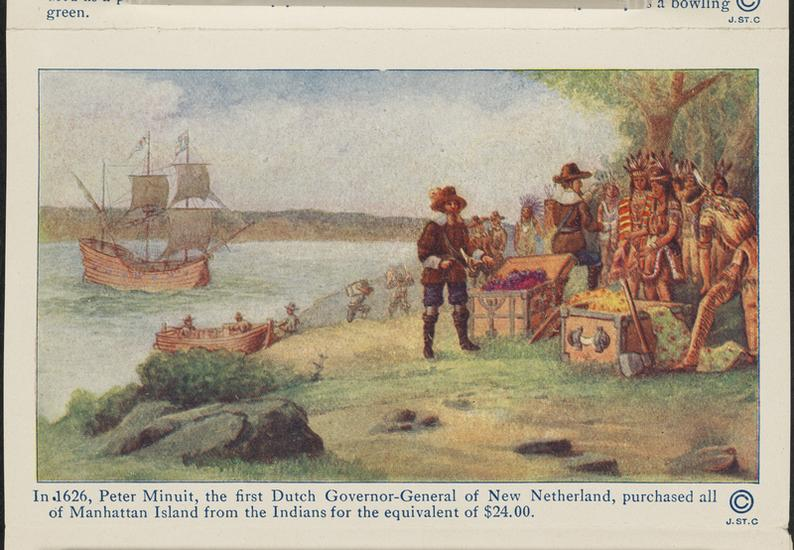 a bowling
green.
©
J.ST.C
In 1626, Peter Minuit, the first Dutch Governor-General of New Netherland, purchased all
of Manhattan Island from the Indians for the equivalent of $24.00.
©
J.ST.C